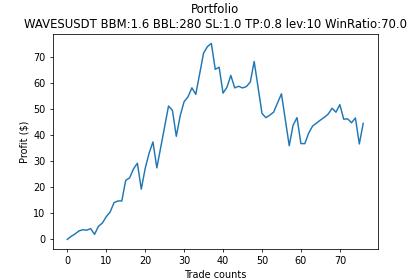 Portfolio
WAVESUSDT BBM:1.6 BBL:280 SL:1.0 TP:0.8 lev:10 WinRatio:70.0
Profit ($)
70
60
50
40
30
20
10
0
0 10 20 30 40 50 60 70
Trade counts